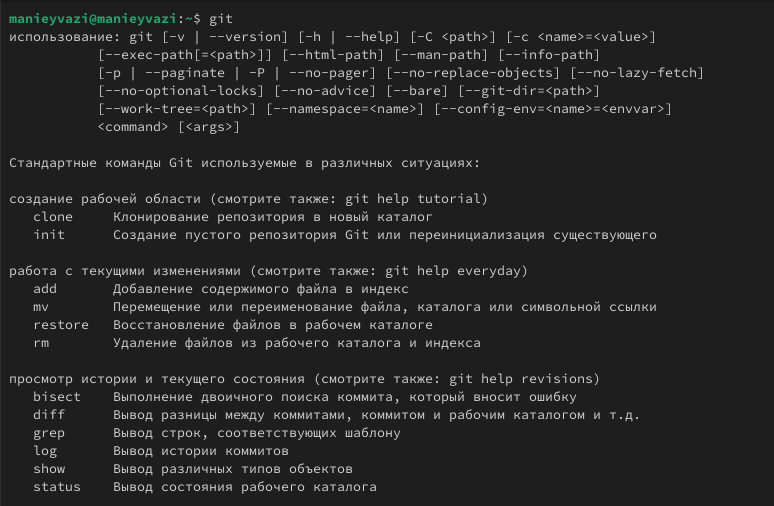 manieyvazi@manieyvazi:~$ git
использование: git [-v | --version] [-h | --help] [-C <path>] [-c <name>=<value>]
           [--exec-path[=<path>]] [--html-path] [--man-path] [--info-path]
           [-p | --paginate | -P | --no-pager] [--no-replace-objects] [--no-lazy-fetch]
           [--no-optional-locks] [--no-advice] [--bare] [--git-dir=<path>]
           [--work-tree=<path>] [--namespace=<name>] [--config-env=<name>=<envvar>]
           <command> [<args>]

Стандартные команды Git используемые в различных ситуациях:

создание рабочей области (смотрите также: git help tutorial)
   clone     Клонирование репозитория в новый каталог
   init      Создание пустого репозитория Git или переинициализация существующего

работа с текущими изменениями (смотрите также: git help everyday)
   add       Добавление содержимого файла в индекс
   mv        Перемещение или переименование файла, каталога или символьной ссылки
   restore   Восстановление файлов в рабочем каталоге
   rm        Удаление файлов из рабочего каталога и индекса

просмотр истории и текущего состояния (смотрите также: git help revisions)
   bisect    Выполнение двоичного поиска коммита, который вносит ошибку
   diff      Вывод разницы между коммитами, коммитом и рабочим каталогом и т.д.
   grep      Вывод строк, соответствующих шаблону
   log       Вывод истории коммитов
   show      Вывод различных типов объектов
   status    Вывод состояния рабочего каталога